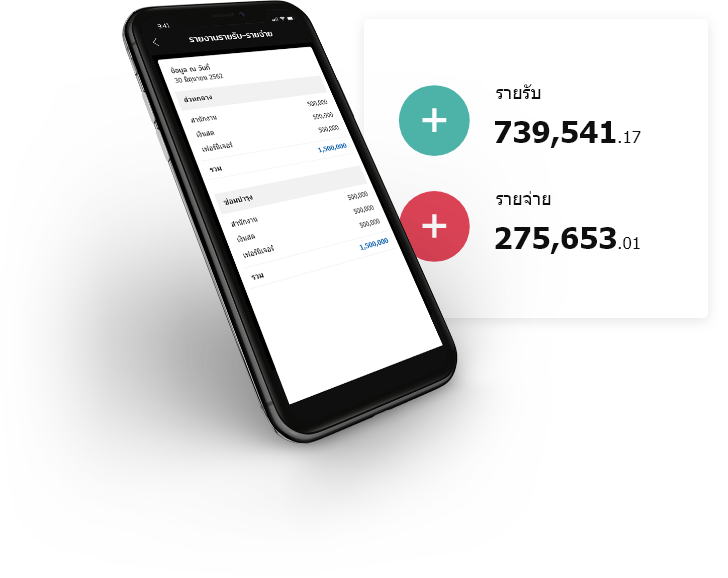 9:41
รายงานรายรับ-รายจ่าย
ข้อมูล ณ วันที่
30 มิถุนายน 2562
ส่วนกลาง
สำนักงาน 500,000
เงินสด 500,000
เฟอร์นิเจอร์ 500,000
รวม 1,500,000
ซ่อมบำรุง
สำนักงาน 500,000
เงินสด 500,000
เฟอร์นิเจอร์ 500,000
รวม 1,500,000
รายรับ
739,541.17
รายจ่าย
275,653.01